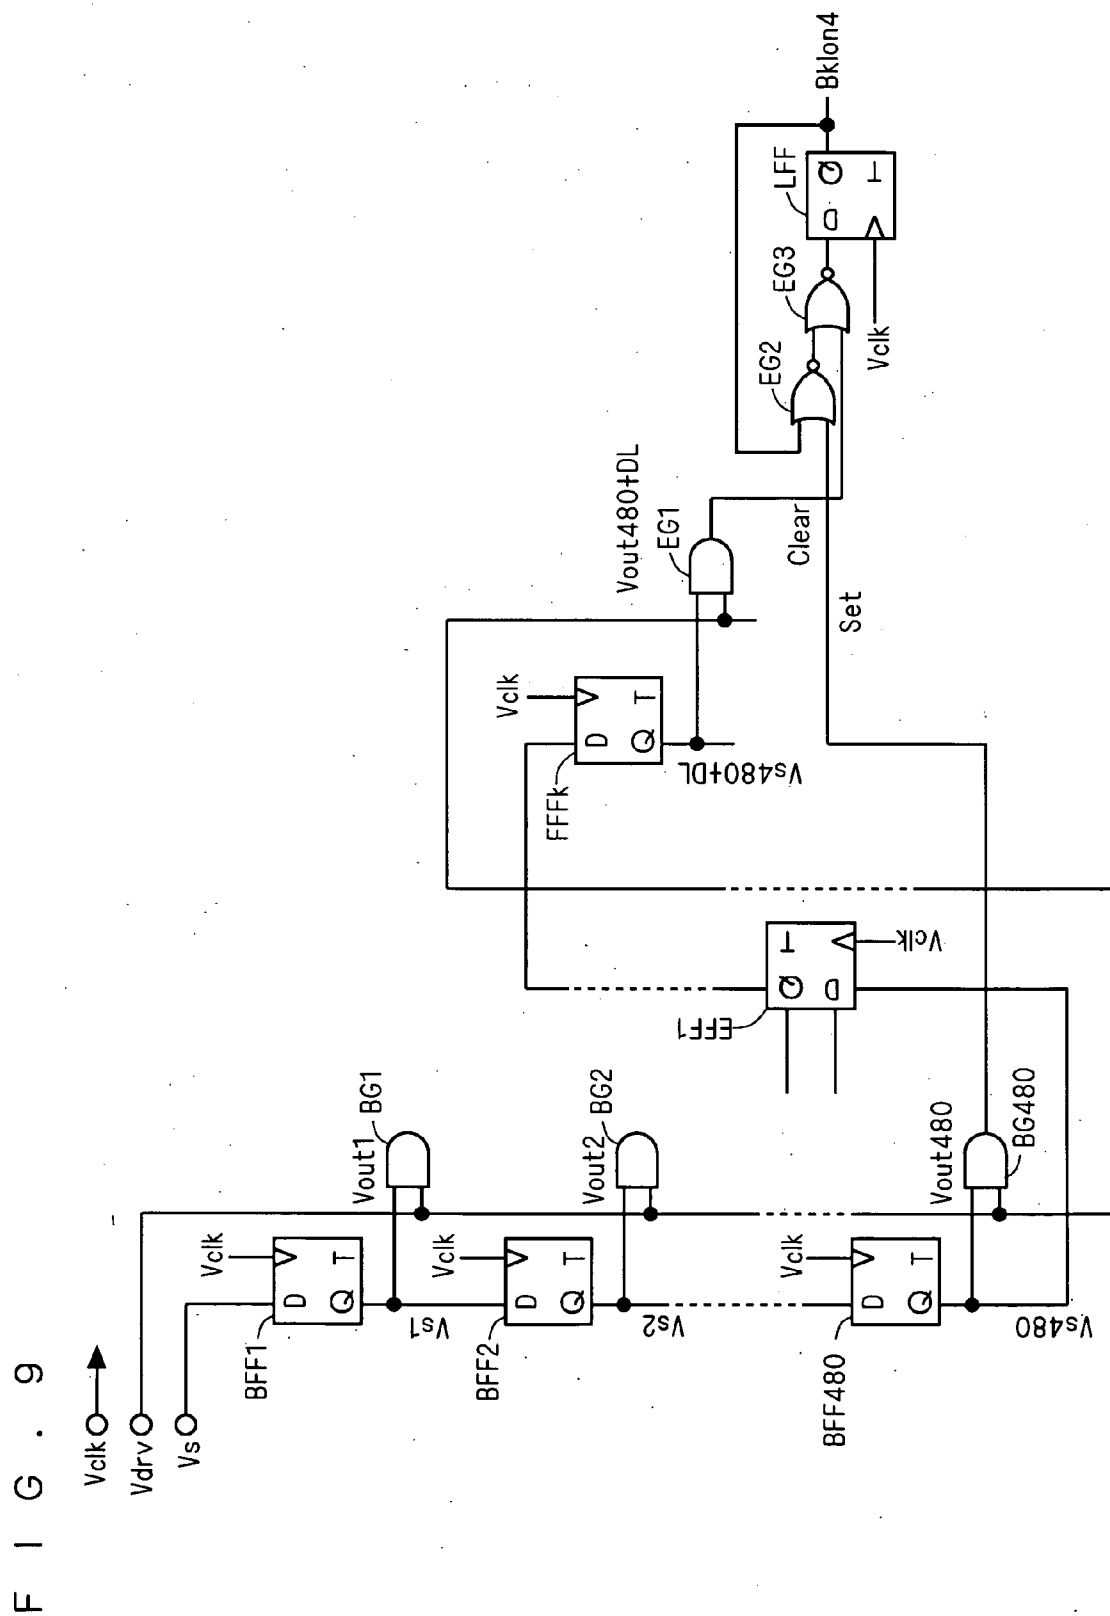 FIG. 9
Vclk
Vdrv
Vs
BFF1
Vclk
D
Q
T
Vs1
Vout1
BG1
BFF2
Vclk
D
Q
T
Vs2
Vout2
BG2
BFF480
Vclk
D
Q
T
Vs480
Vout480
BG480
EFF1
D
Q
T
Vclk
FFFk
Vclk
D
Q
T
Vs480+DL
Vout480+DL
EG1
Clear
Set
EG2
EG3
LFF
D
Q
T
Vclk
Bklon4